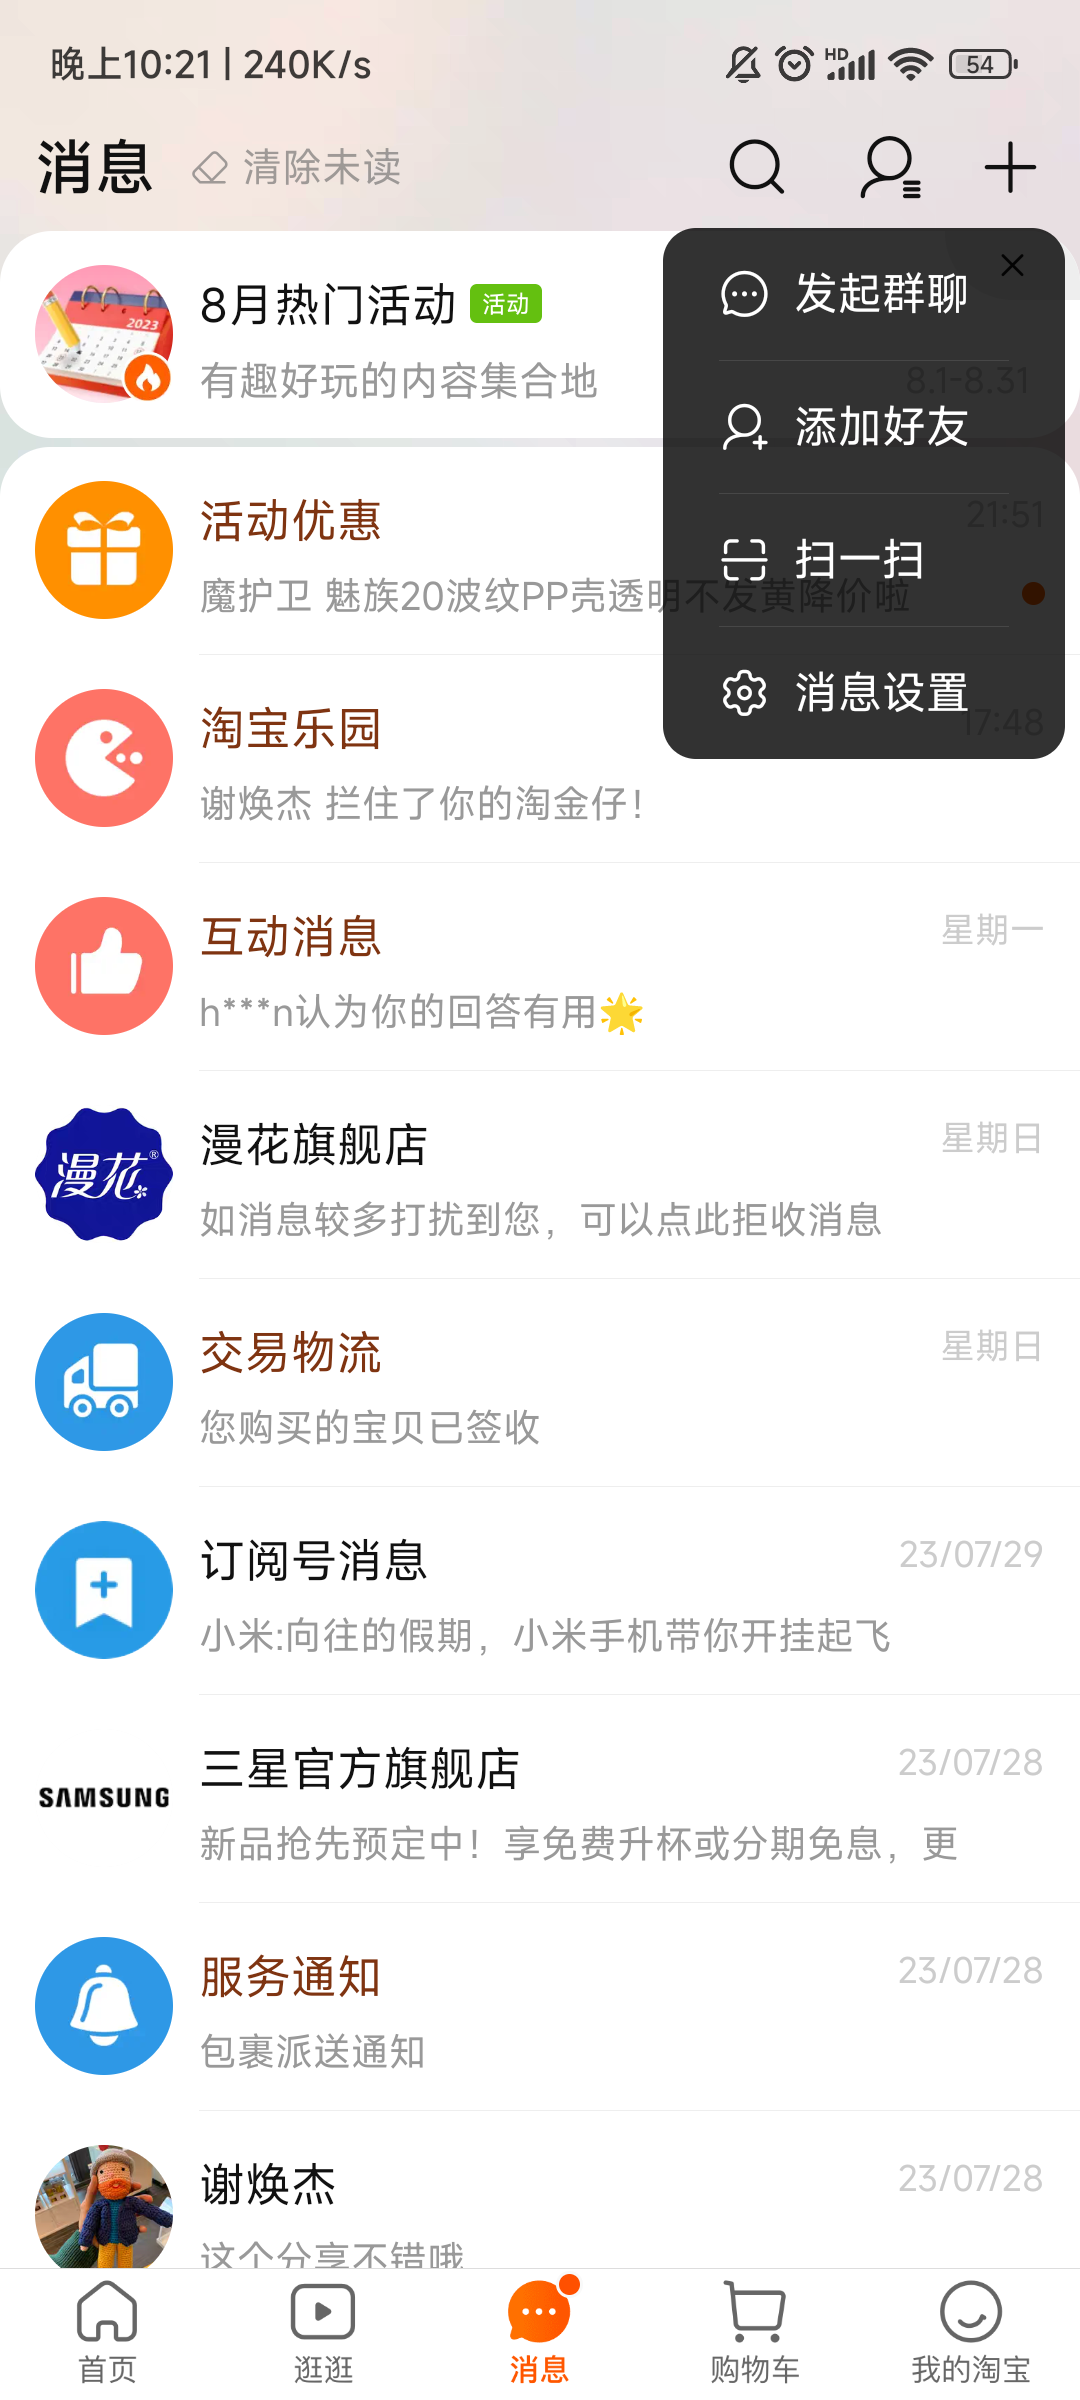 晚上10:21 | 240K/s
HD
54
消息
清除未读
8月热门活动 活动
有趣好玩的内容集合地
8.1-8.31
发起群聊
添加好友
扫一扫
消息设置
活动优惠
21:51
魔护卫 魅族20波纹PP壳透明不发黄降价啦
淘宝乐园
17:48
谢焕杰 拦住了你的淘金仔！
互动消息
星期一
h***n认为你的回答有用🌟
漫花®
漫花旗舰店
星期日
如消息较多打扰到您，可以点此拒收消息
交易物流
星期日
您购买的宝贝已签收
订阅号消息
23/07/29
小米:向往的假期，小米手机带你开挂起飞
SAMSUNG
三星官方旗舰店
23/07/28
新品抢先预定中！享免费升杯或分期免息，更
服务通知
23/07/28
包裹派送通知
谢焕杰
23/07/28
这个分享不错哦
首页
逛逛
消息
购物车
我的淘宝
2023